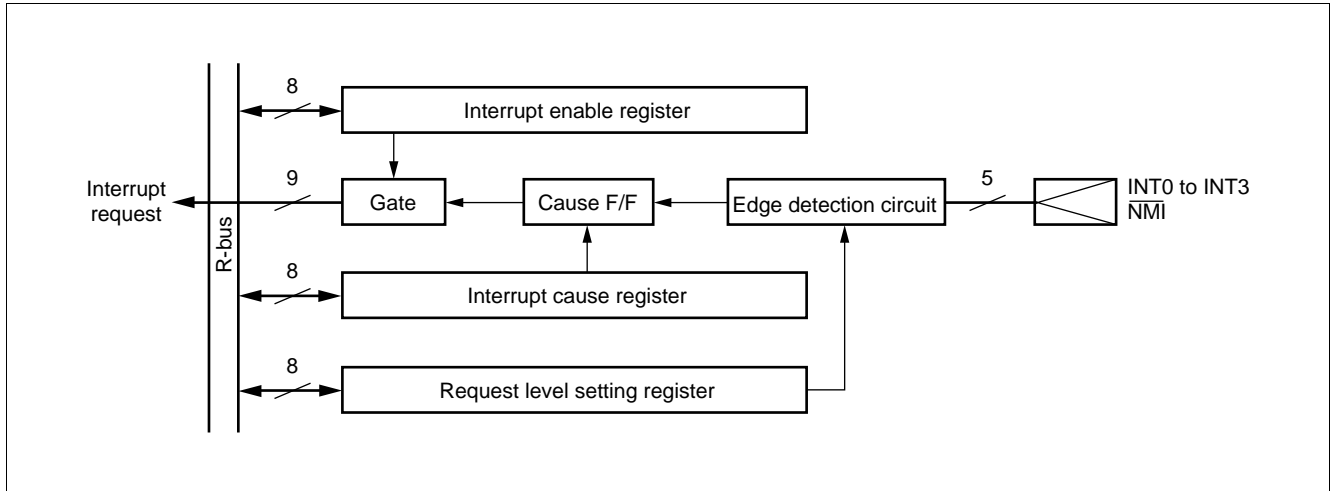 8
Interrupt enable register
Interrupt
request
9
Gate
Cause F/F
Edge detection circuit
5
INT0 to INT3
N̅M̅I̅
R-bus
8
Interrupt cause register
8
Request level setting register